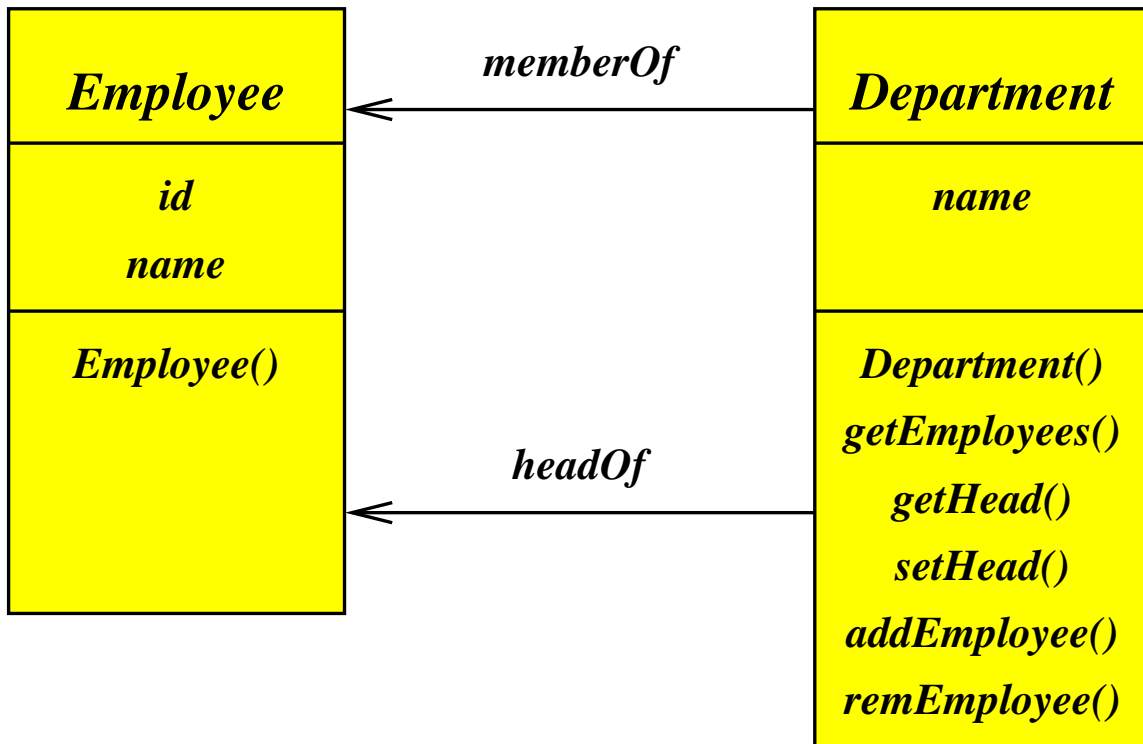 Employee
id
name
Employee()
memberOf
headOf
Department
name
Department()
getEmployees()
getHead()
setHead()
addEmployee()
remEmployee()